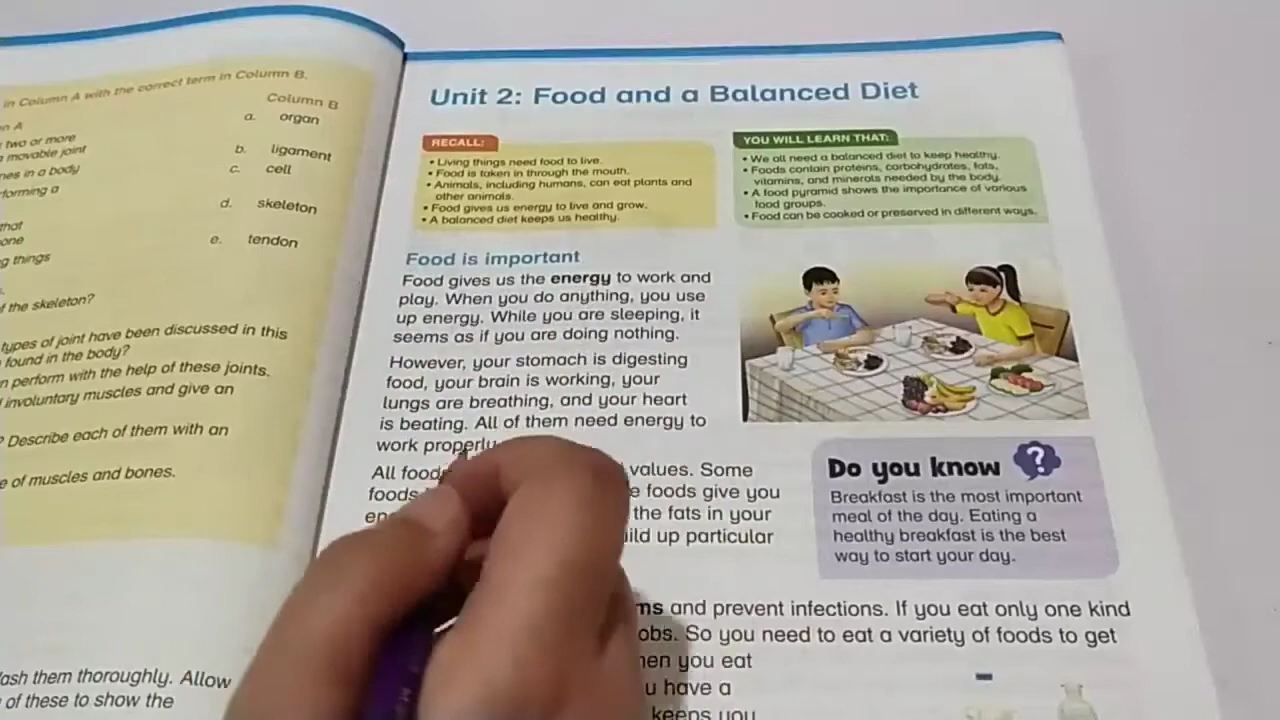 in Column A with the correct term in Column B.
Column B
two or more
a. organ
movable joint
b. ligament
nes in a body
c. cell
forming a
d. skeleton
that
one
e. tendon
g things
f the skeleton?
types of joint have been discussed in this
found in the body?
n perform with the help of these joints.
involuntary muscles and give an
? Describe each of them with an
e of muscles and bones.
ash them thoroughly. Allow
of these to show the
Unit 2: Food and a Balanced Diet
RECALL:
• Living things need food to live.
• Food is taken in through the mouth.
• Animals, including humans, can eat plants and
other animals.
• Food gives us energy to live and grow.
• A balanced diet keeps us healthy.
YOU WILL LEARN THAT:
• We all need a balanced diet to keep healthy.
• Foods contain proteins, carbohydrates, fats,
vitamins, and minerals needed by the body.
• A food pyramid shows the importance of various
food groups.
• Food can be cooked or preserved in different ways.
Food is important
Food gives us the energy to work and
play. When you do anything, you use
up energy. While you are sleeping, it
seems as if you are doing nothing.
However, your stomach is digesting
food, your brain is working, your
lungs are breathing, and your heart
is beating. All of them need energy to
work properly.
All food values. Some
foods e foods give you
en the fats in your
ild up particular
ms and prevent infections. If you eat only one kind
obs. So you need to eat a variety of foods to get
hen you eat
u have a
keeps you
Do you know ?
Breakfast is the most important
meal of the day. Eating a
healthy breakfast is the best
way to start your day.